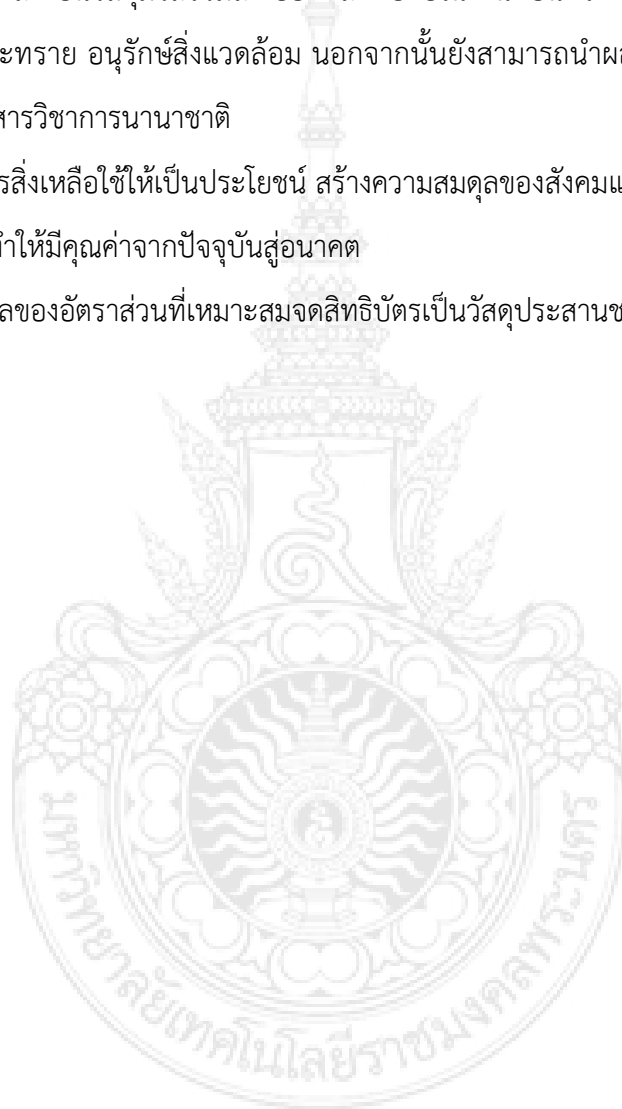 ะทราย อนุรักษ์สิ่งแวดล้อม นอกจากนั้นยังสามารถนำผล
สารวิชาการนานาชาติ
รสิ่งเหลือใช้ให้เป็นประโยชน์ สร้างความสมดุลของสังคมแ
ทำให้มีคุณค่าจากปัจจุบันสู่อนาคต
ลของอัตราส่วนที่เหมาะสมจดสิทธิบัตรเป็นวัสดุประสานช
มหาวิทยาลัยเทคโนโลยีราชมงคลพระนคร